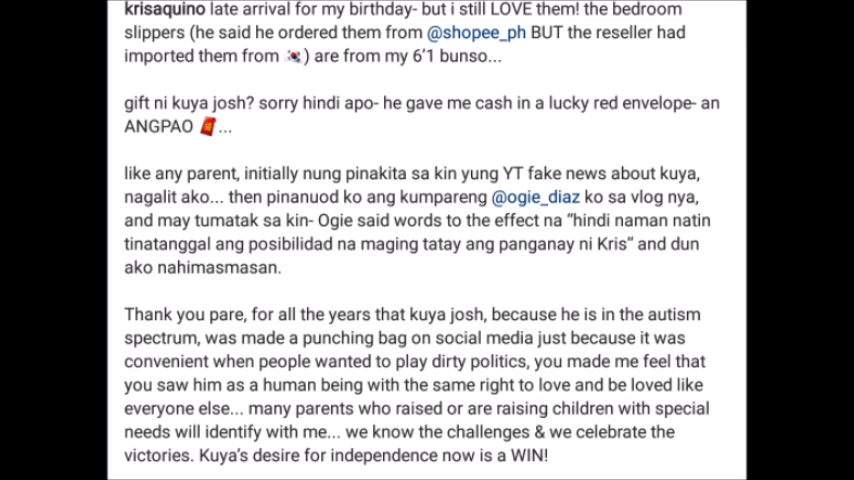 krisaquino late arrival for my birthday- but i still LOVE them! the bedroom
slippers (he said he ordered them from @shopee_ph BUT the reseller had
imported them from 🇰🇷) are from my 6'1 bunso...
gift ni kuya josh? sorry hindi apo- he gave me cash in a lucky red envelope- an
ANGPAO 🧧...
like any parent, initially nung pinakita sa kin yung YT fake news about kuya,
nagalit ako... then pinanuod ko ang kumpareng @ogie_diaz ko sa vlog nya,
and may tumatak sa kin- Ogie said words to the effect na “hindi naman natin
tinatanggal ang posibilidad na maging tatay ang panganay ni Kris” and dun
ako nahimasmasan.
Thank you pare, for all the years that kuya josh, because he is in the autism
spectrum, was made a punching bag on social media just because it was
convenient when people wanted to play dirty politics, you made me feel that
you saw him as a human being with the same right to love and be loved like
everyone else... many parents who raised or are raising children with special
needs will identify with me... we know the challenges & we celebrate the
victories. Kuya's desire for independence now is a WIN!